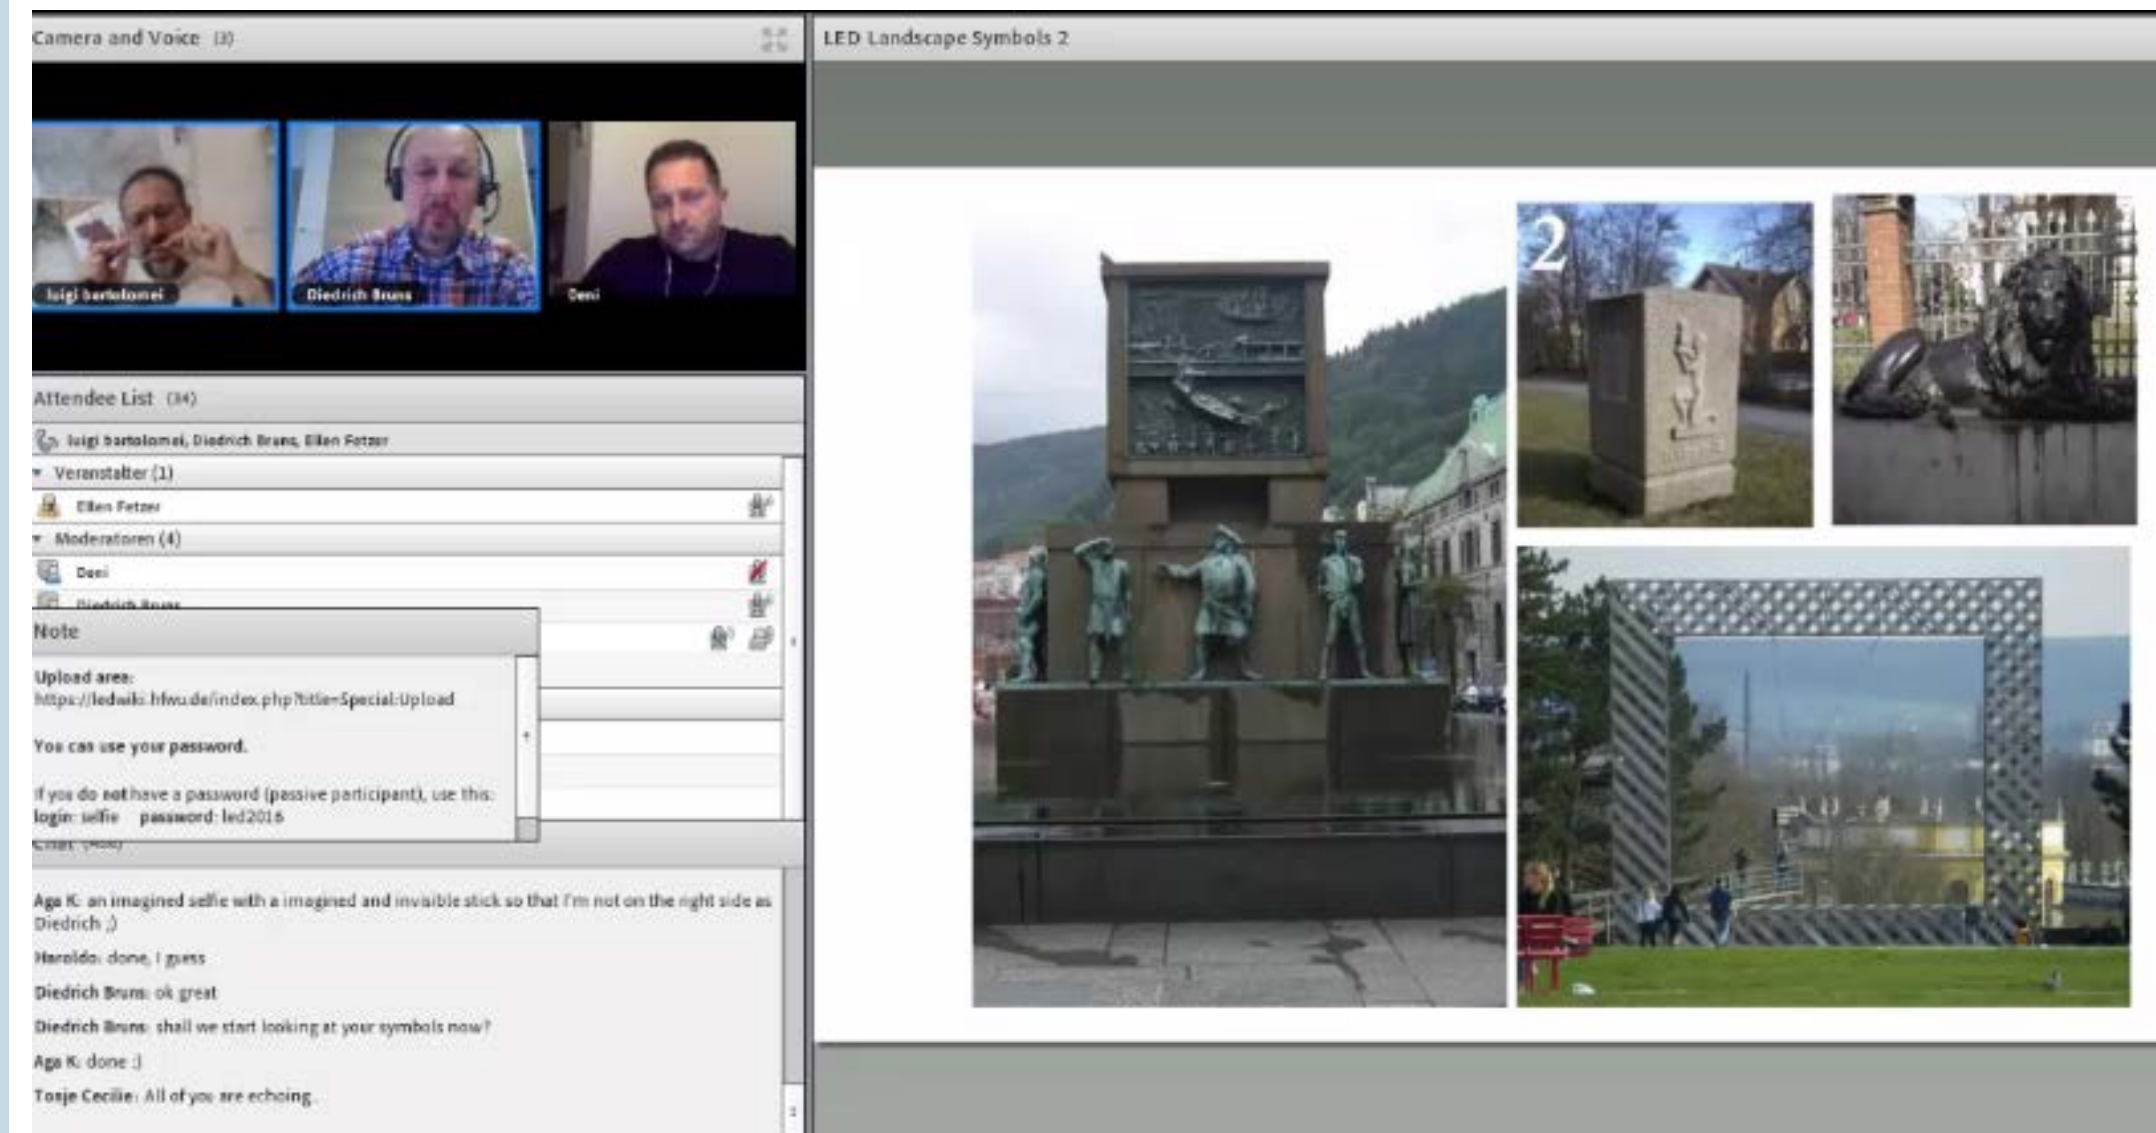 Camera and Voice (3)
luigi bartolomei
Diedrich Bruns
Deni
Attendee List (34)
luigi bartolomei, Diedrich Bruns, Ellen Fetzer
Veranstalter (1)
Ellen Fetzer
Moderatoren (4)
Deni
Diedrich Bruns
Note
Upload area:
https://ledwiki.hfwu.de/index.php?title=Special:Upload
You can use your password.
If you do not have a password (passive participant), use this:
login: selfie password: led2016
Chat
Aga K: an imagined selfie with a imagined and invisible stick so that I'm not on the right side as
Diedrich ;)
Haroldo: done, I guess
Diedrich Bruns: ok great
Diedrich Bruns: shall we start looking at your symbols now?
Aga K: done :)
Tonje Cecilie: All of you are echoing.
LED Landscape Symbols 2
2